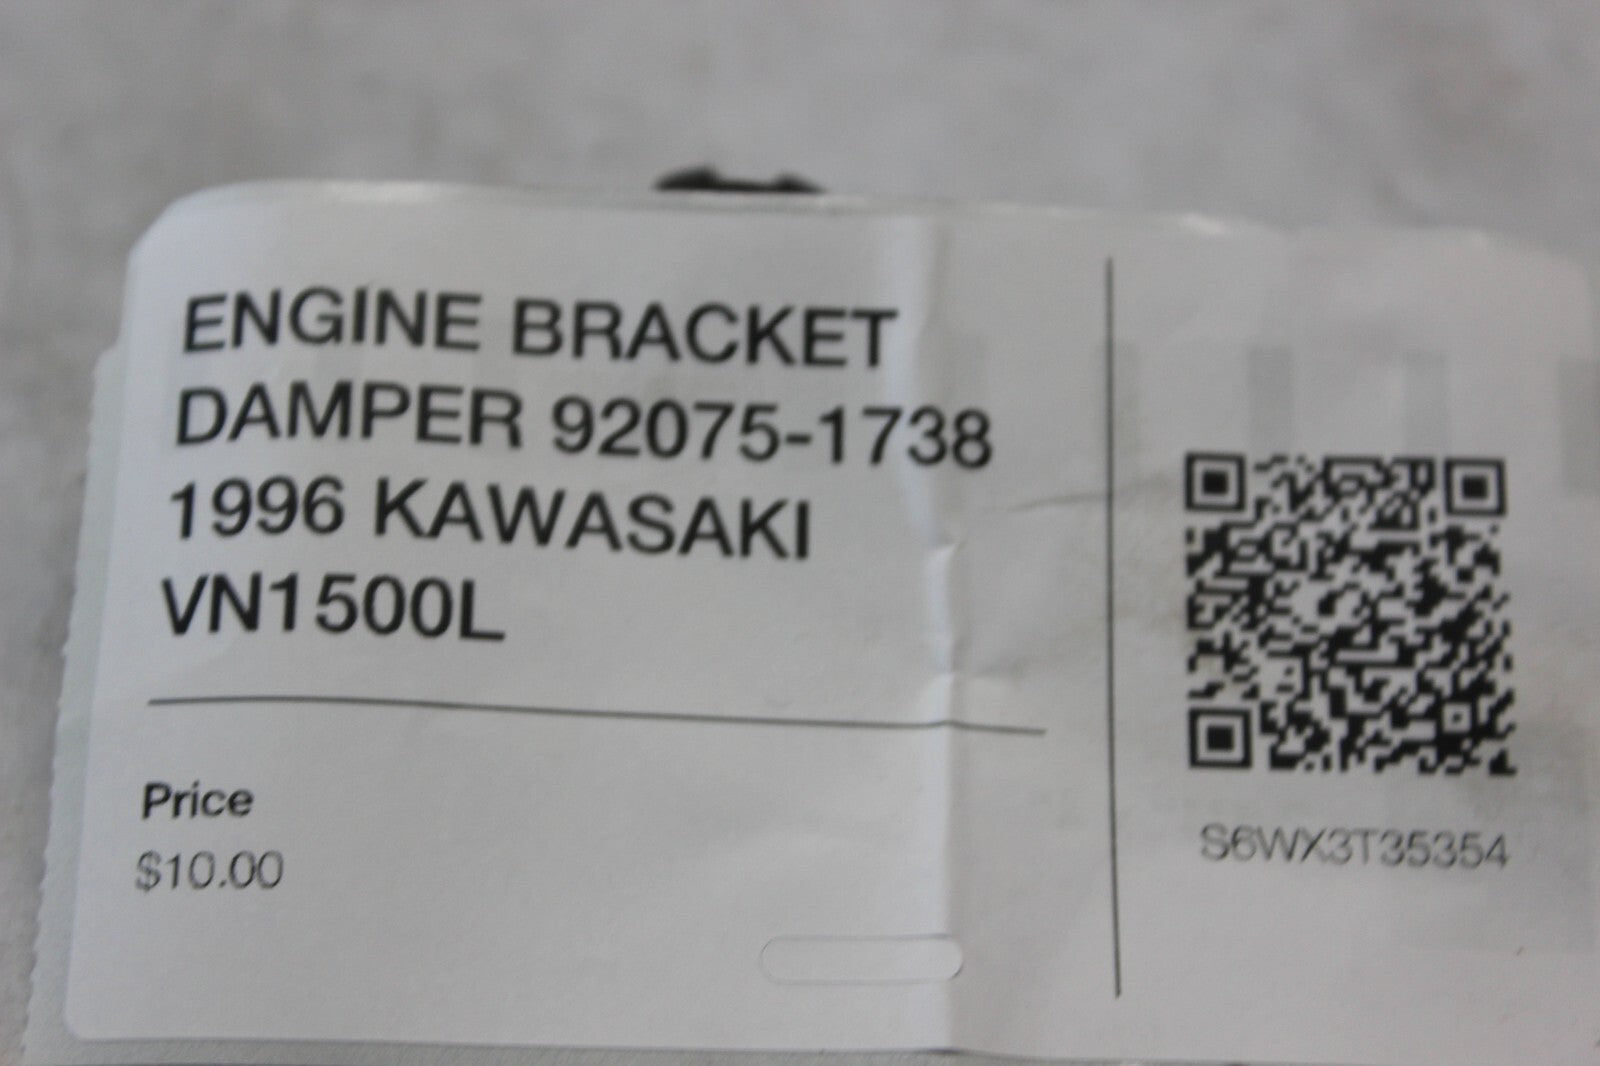 ENGINE BRACKET
DAMPER 92075-1738
1996 KAWASAKI
VN1500L
Price
$10.00
S6WX3T35354